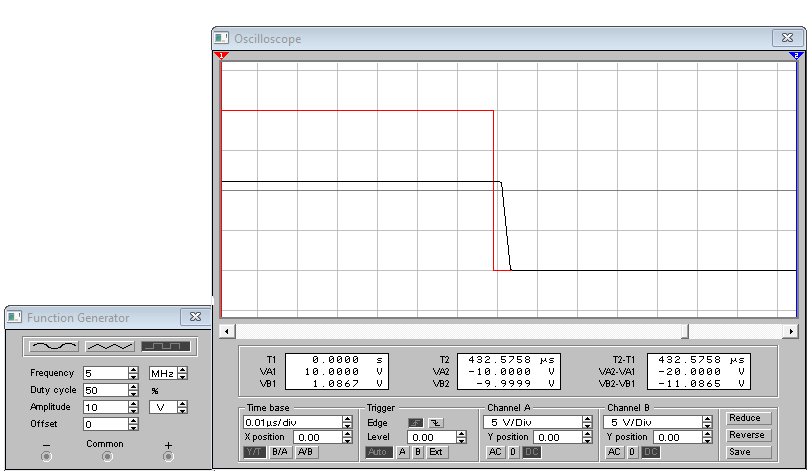 Oscilloscope
1
2
T1 0.0000 s T2 432.5758 µs T2-T1 432.5758 µs
VA1 10.0000 V VA2 -10.0000 V VA2-VA1 -20.0000 V
VB1 1.0867 V VB2 -9.9999 V VB2-VB1 -11.0865 V
Time base
0.01µs/div
X position 0.00
Y/T B/A A/B
Trigger
Edge
Level 0.00
Auto A B Ext
Channel A
5 V/Div
Y position 0.00
AC 0 DC
Channel B
5 V/Div
Y position 0.00
AC 0 DC
Reduce
Reverse
Save
Function Generator
Frequency 5 MHz
Duty cycle 50 %
Amplitude 10 V
Offset 0
− Common +